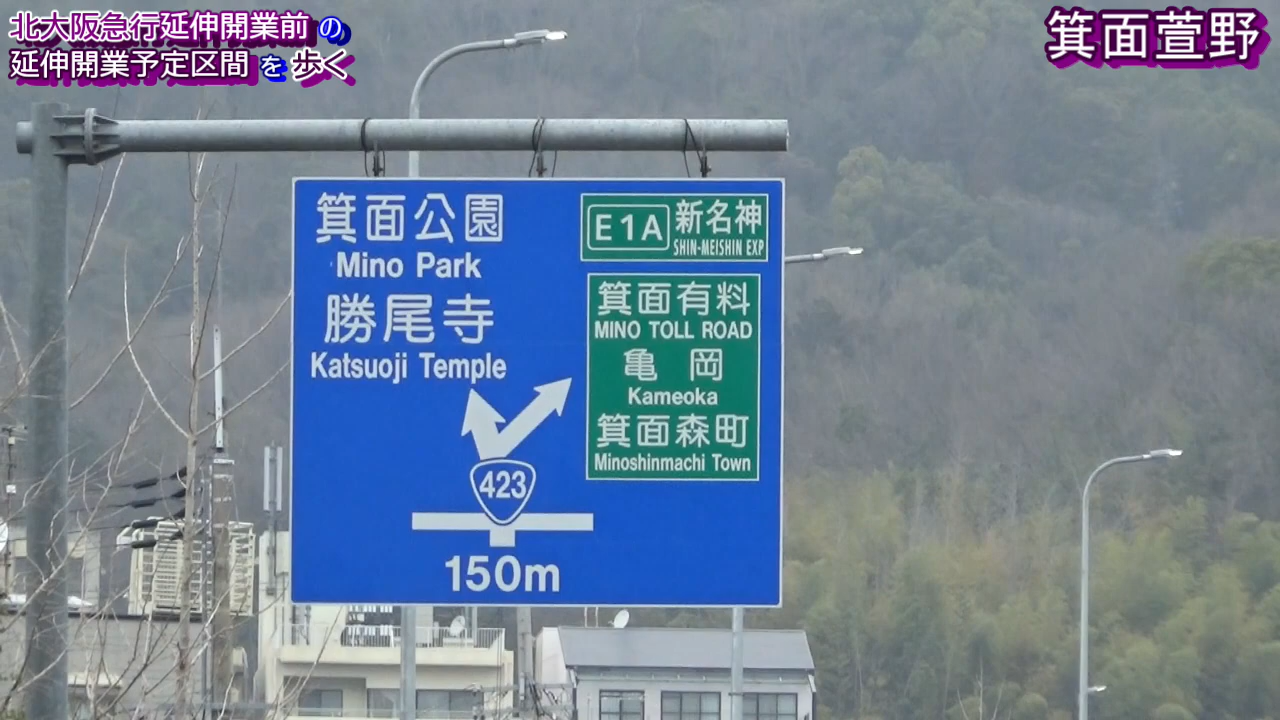 北大阪急行延伸開業前 の
延伸開業予定区間 を 歩く
箕面萱野
箕面公園
Mino Park
勝尾寺
Katsuoji Temple
E1A 新名神
SHIN-MEISHIN EXP
箕面有料
MINO TOLL ROAD
亀岡
Kameoka
箕面森町
Minoshinmachi Town
423
150m